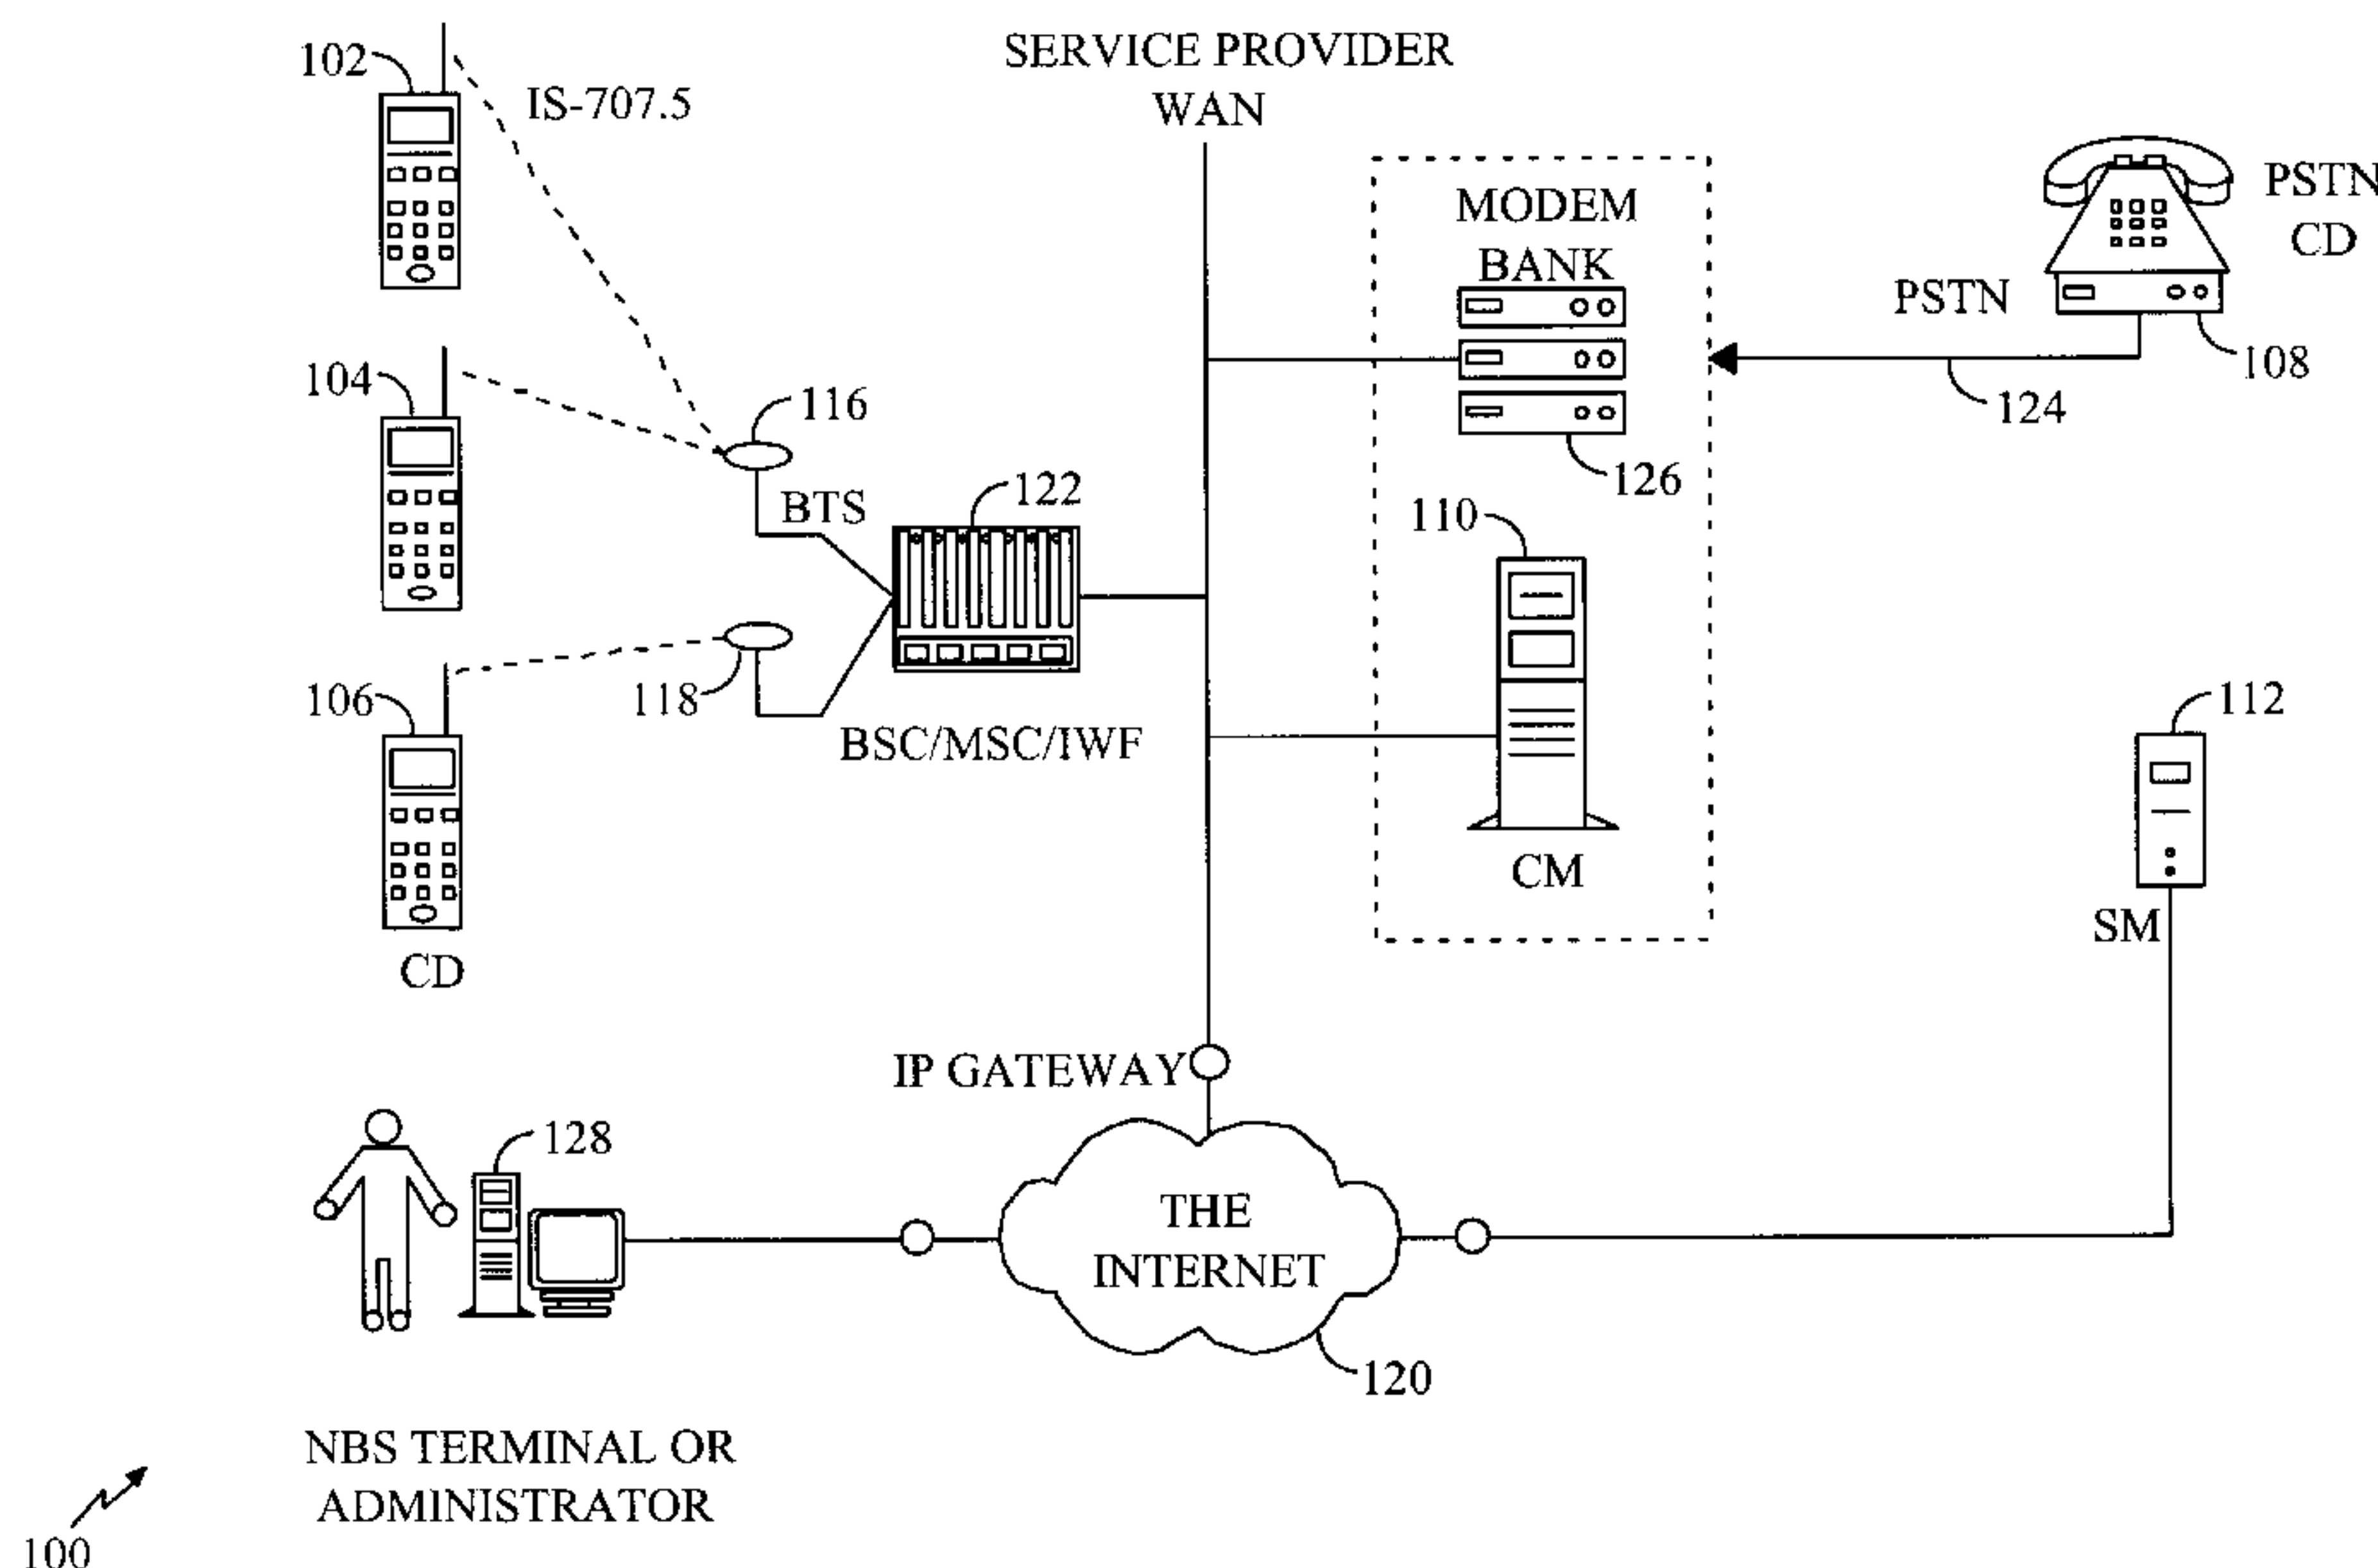 102
IS-707.5
SERVICE PROVIDER
WAN
MODEM
BANK
PSTN
CD
PSTN
108
124
104
116
BTS
122
126
110
106
118
BSC/MSC/IWF
CM
112
SM
CD
IP GATEWAY
128
THE
INTERNET
120
NBS TERMINAL OR
ADMINISTRATOR
100